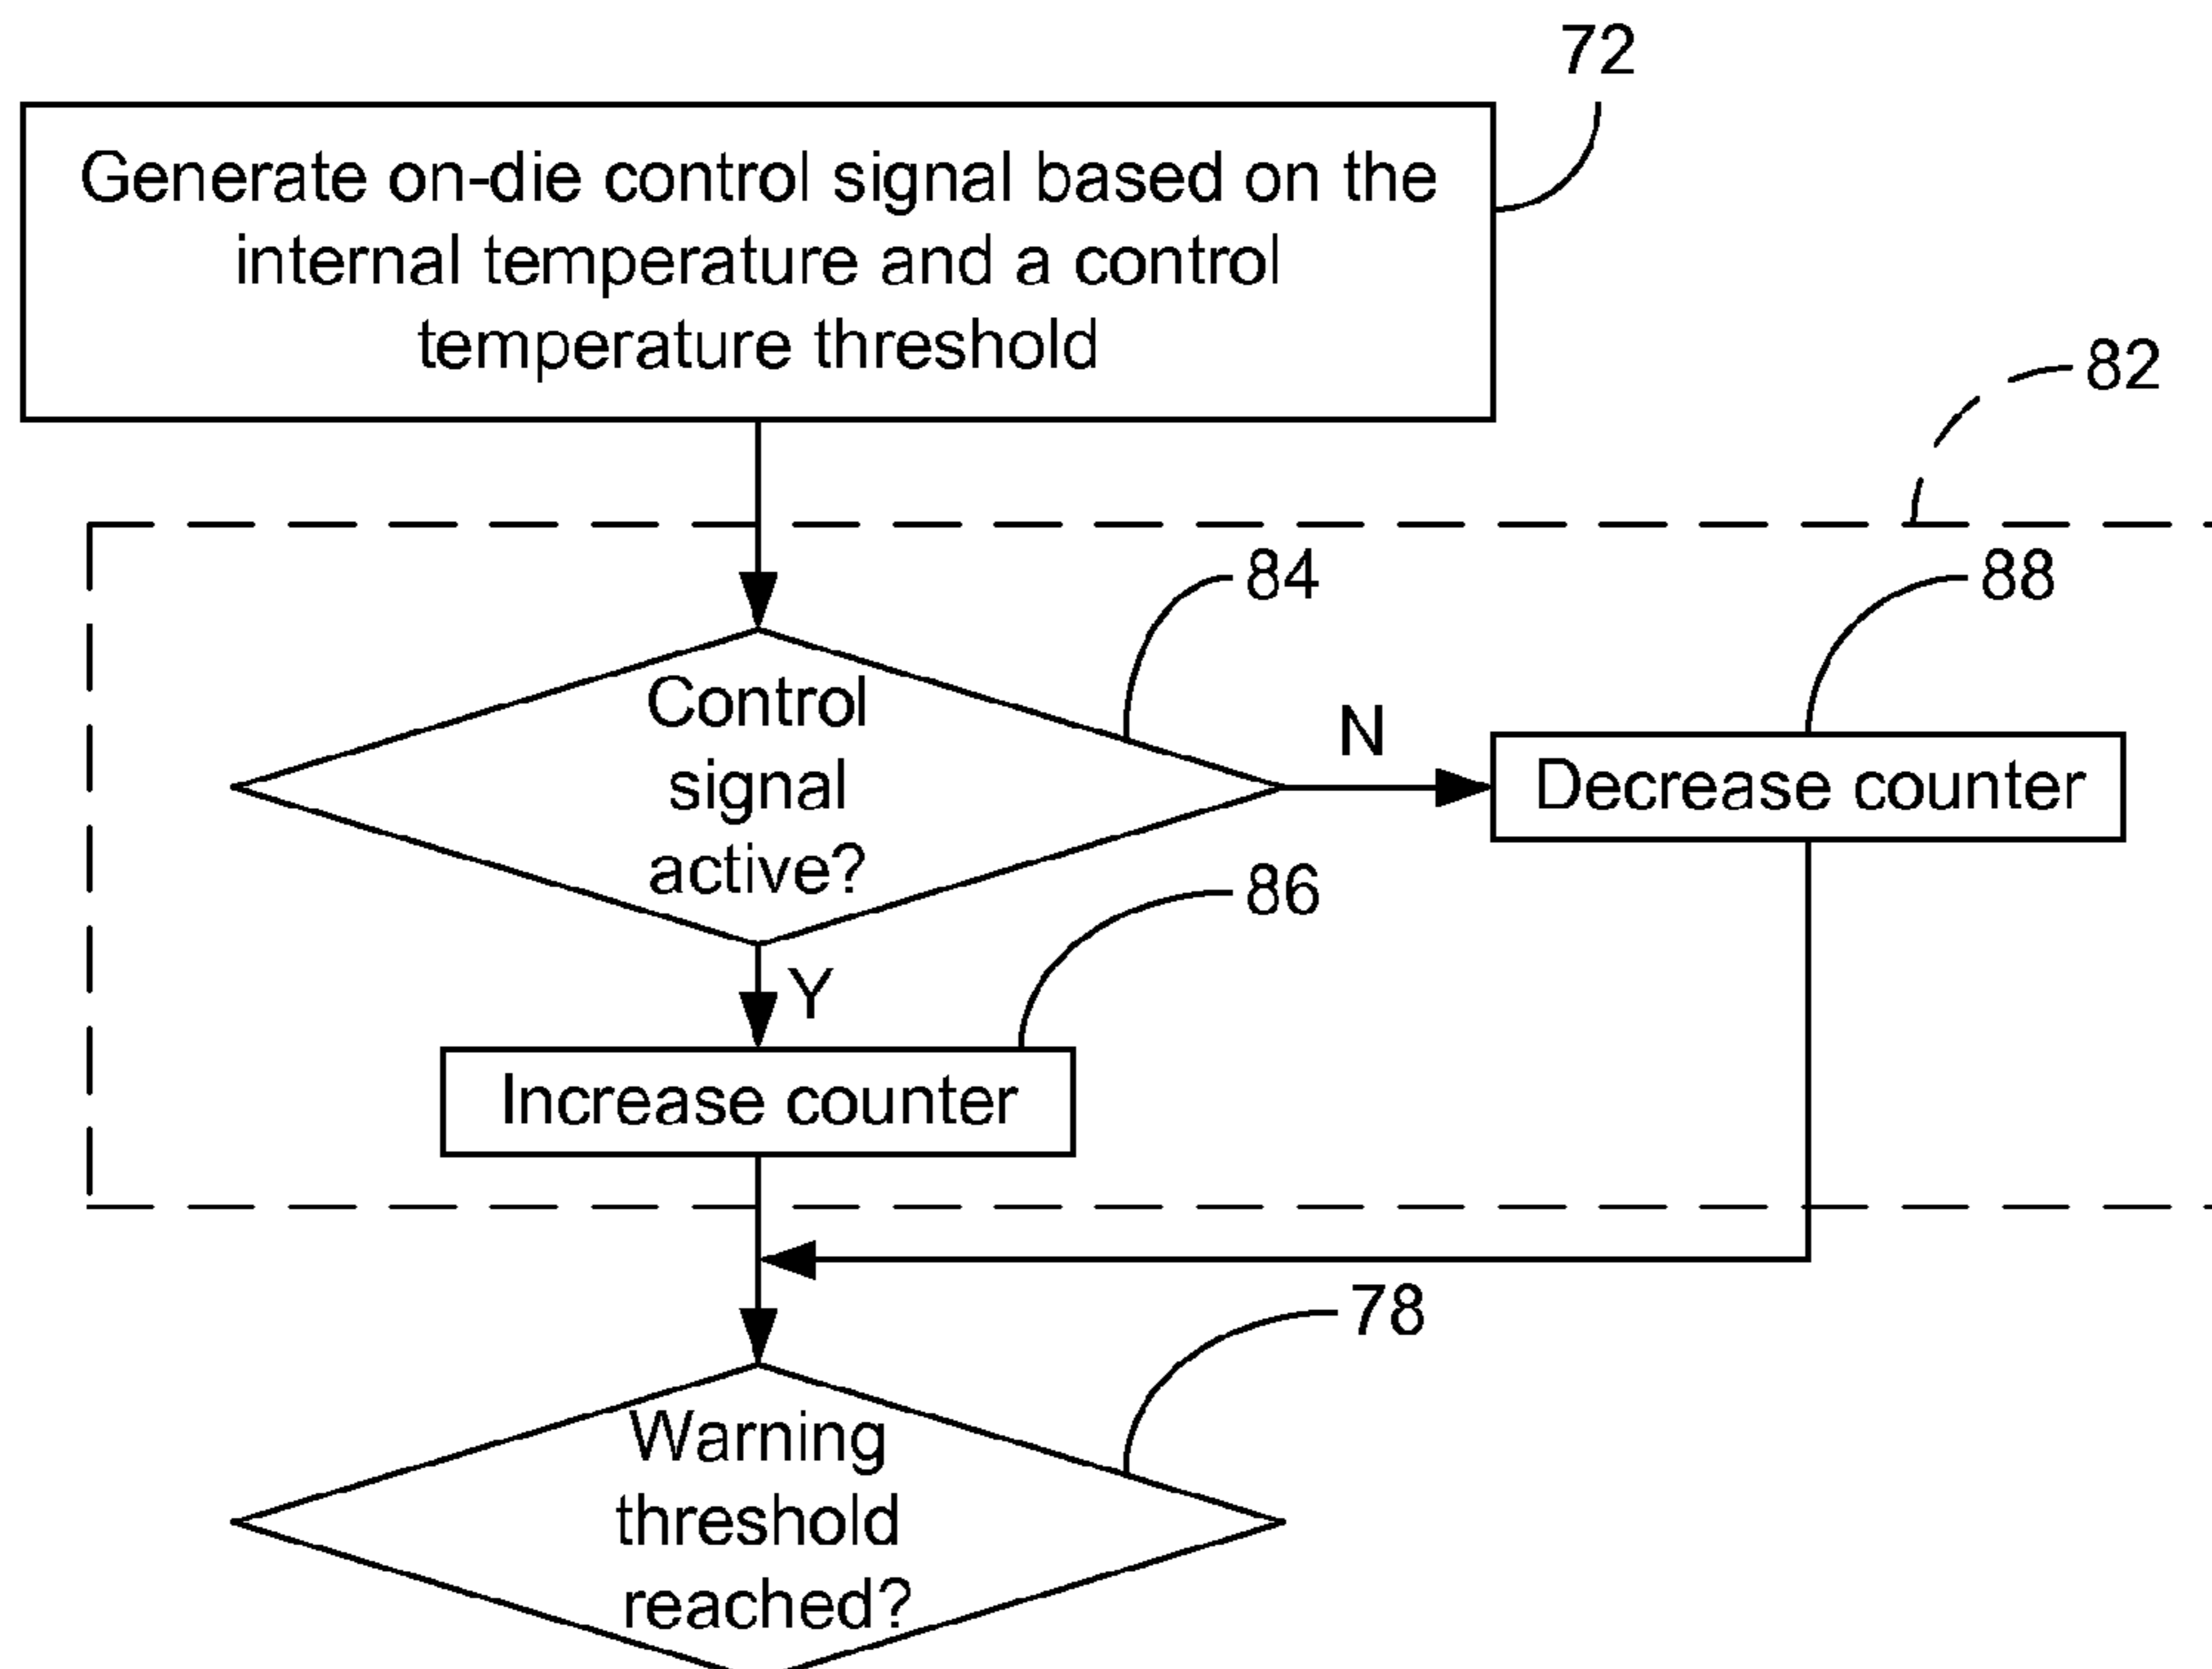 72
Generate on-die control signal based on the
internal temperature and a control
temperature threshold
82
84
88
Control
signal
active?
N
Decrease counter
86
Y
Increase counter
78
Warning
threshold
reached?